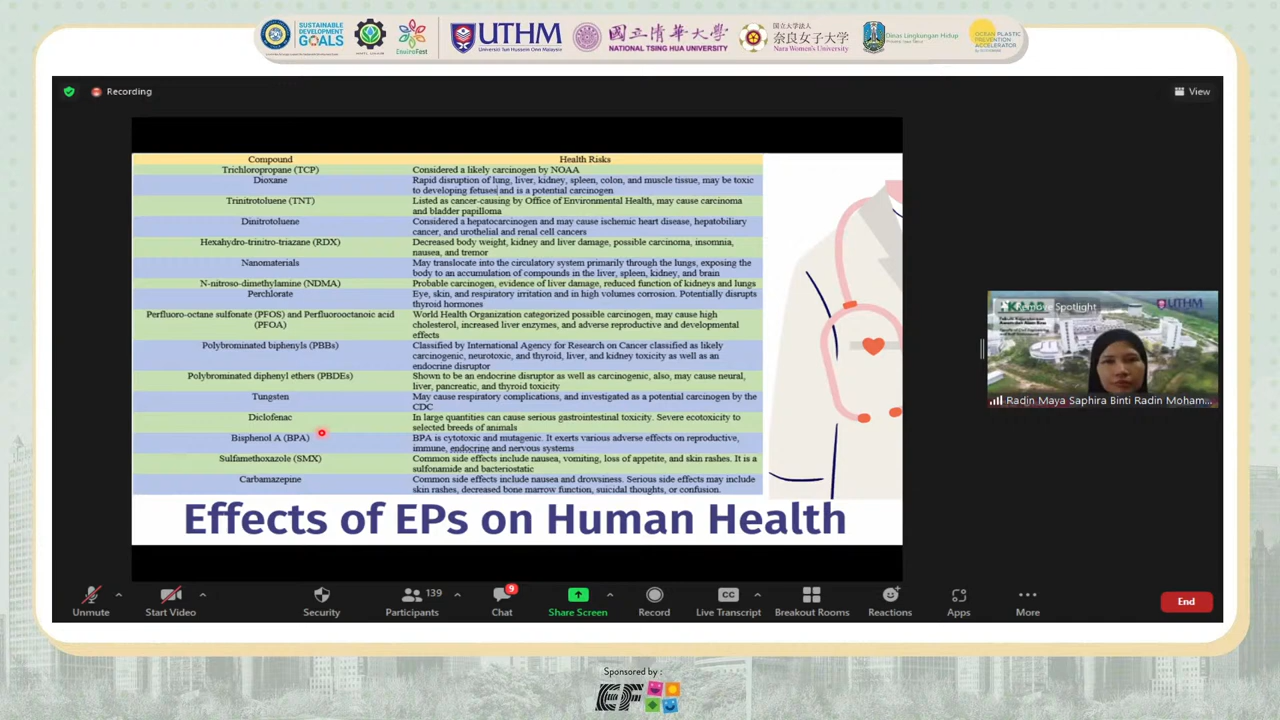 SUSTAINABLE
DEVELOPMENT
GOALS
EnviroFest
UTHM
Universiti Tun Hussein Onn Malaysia
國立清華大學
NATIONAL TSING HUA UNIVERSITY
国立大学法人
奈良女子大学
Nara Women's University
Dinas Lingkungan Hidup
OCEAN PLASTIC
PREVENTION
ACCELERATOR
Recording
View
Compound Health Risks
Trichloropropane (TCP) Considered a likely carcinogen by NOAA
Dioxane Rapid disruption of lung, liver, kidney, spleen, colon, and muscle tissue, may be toxic
to developing fetuses and is a potential carcinogen
Trinitrotoluene (TNT) Listed as cancer-causing by Office of Environmental Health, may cause carcinoma
and bladder papilloma
Dinitrotoluene Considered a hepatocarcinogen and may cause ischemic heart disease, hepatobiliary
cancer, and urothelial and renal cell cancers
Hexahydro-trinitro-triazane (RDX) Decreased body weight, kidney and liver damage, possible carcinoma, insomnia,
nausea, and tremor
Nanomaterials May translocate into the circulatory system primarily through the lungs, exposing the
body to an accumulation of compounds in the liver, spleen, kidney, and brain
N-nitroso-dimethylamine (NDMA) Probable carcinogen, evidence of liver damage, reduced function of kidneys and lungs
Perchlorate Eye, skin, and respiratory irritation and in high volumes corrosion. Potentially disrupts
thyroid hormones
Perfluoro-octane sulfonate (PFOS) and Perfluorooctanoic acid World Health Organization categorized possible carcinogen, may cause high
(PFOA) cholesterol, increased liver enzymes, and adverse reproductive and developmental
effects
Polybrominated biphenyls (PBBs) Classified by International Agency for Research on Cancer classified as likely
carcinogenic, neurotoxic, and thyroid, liver, and kidney toxicity as well as an
endocrine disruptor
Polybrominated diphenyl ethers (PBDEs) Shown to be an endocrine disruptor as well as carcinogenic, also, may cause neural,
liver, pancreatic, and thyroid toxicity
Tungsten May cause respiratory complications, and investigated as a potential carcinogen by the
CDC
Diclofenac In large quantities can cause serious gastrointestinal toxicity. Severe ecotoxicity to
selected breeds of animals
Bisphenol A (BPA) BPA is cytotoxic and mutagenic. It exerts various adverse effects on reproductive,
immune, endocrine and nervous systems
Sulfamethoxazole (SMX) Common side effects include nausea, vomiting, loss of appetite, and skin rashes. It is a
sulfonamide and bacteriostatic
Carbamazepine Common side effects include nausea and drowsiness. Serious side effects may include
skin rashes, decreased bone marrow function, suicidal thoughts, or confusion.
Effects of EPs on Human Health
Spotlight
UTHM
Radin Maya Saphira Binti Radin Moham...
139
9
Unmute
Start Video
Security
Participants
Chat
Share Screen
Record
CC
Live Transcript
Breakout Rooms
Reactions
Apps
More
End
Sponsored by :
EF